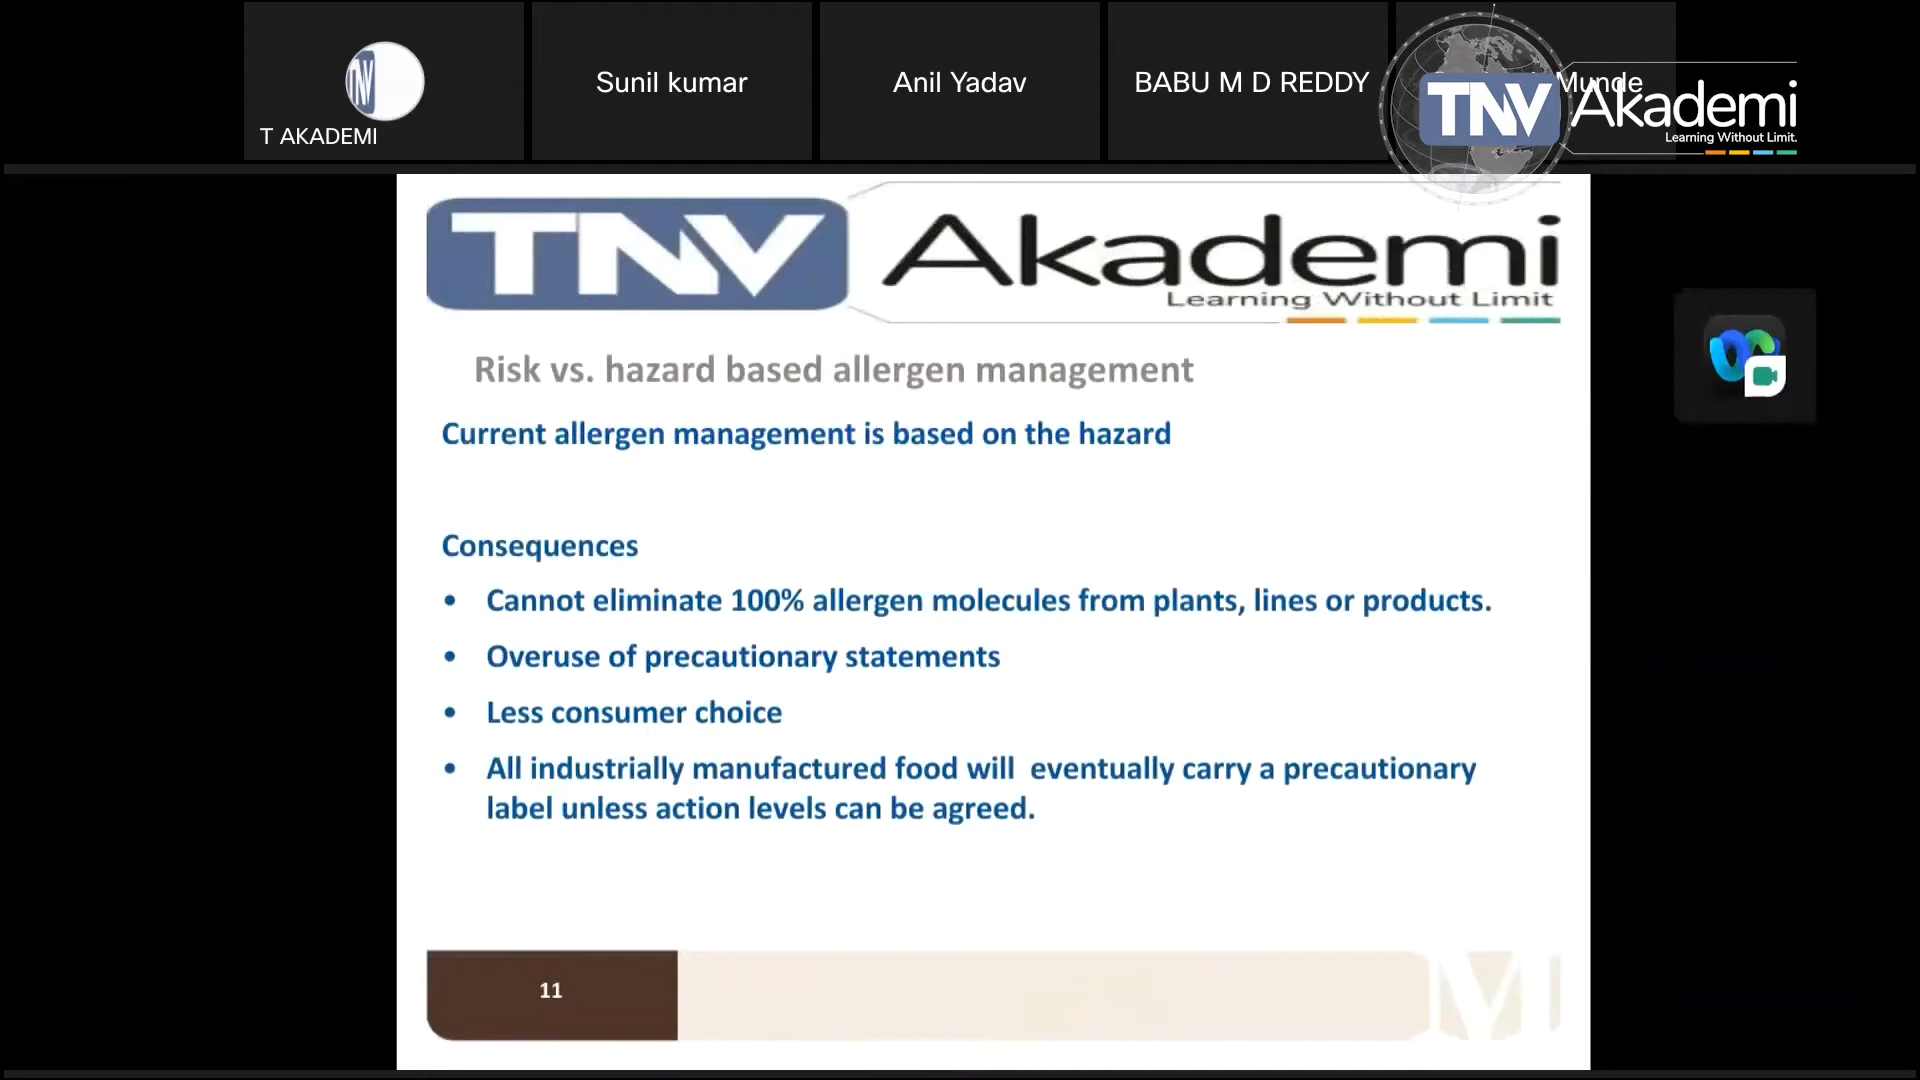 TNV
T AKADEMI
Sunil kumar
Anil Yadav
BABU M D REDDY
Munde
TNV Akademi
Learning Without Limit.
TNV Akademi
Learning Without Limit
Risk vs. hazard based allergen management
Current allergen management is based on the hazard
Consequences
• Cannot eliminate 100% allergen molecules from plants, lines or products.
• Overuse of precautionary statements
• Less consumer choice
• All industrially manufactured food will  eventually carry a precautionary
label unless action levels can be agreed.
11